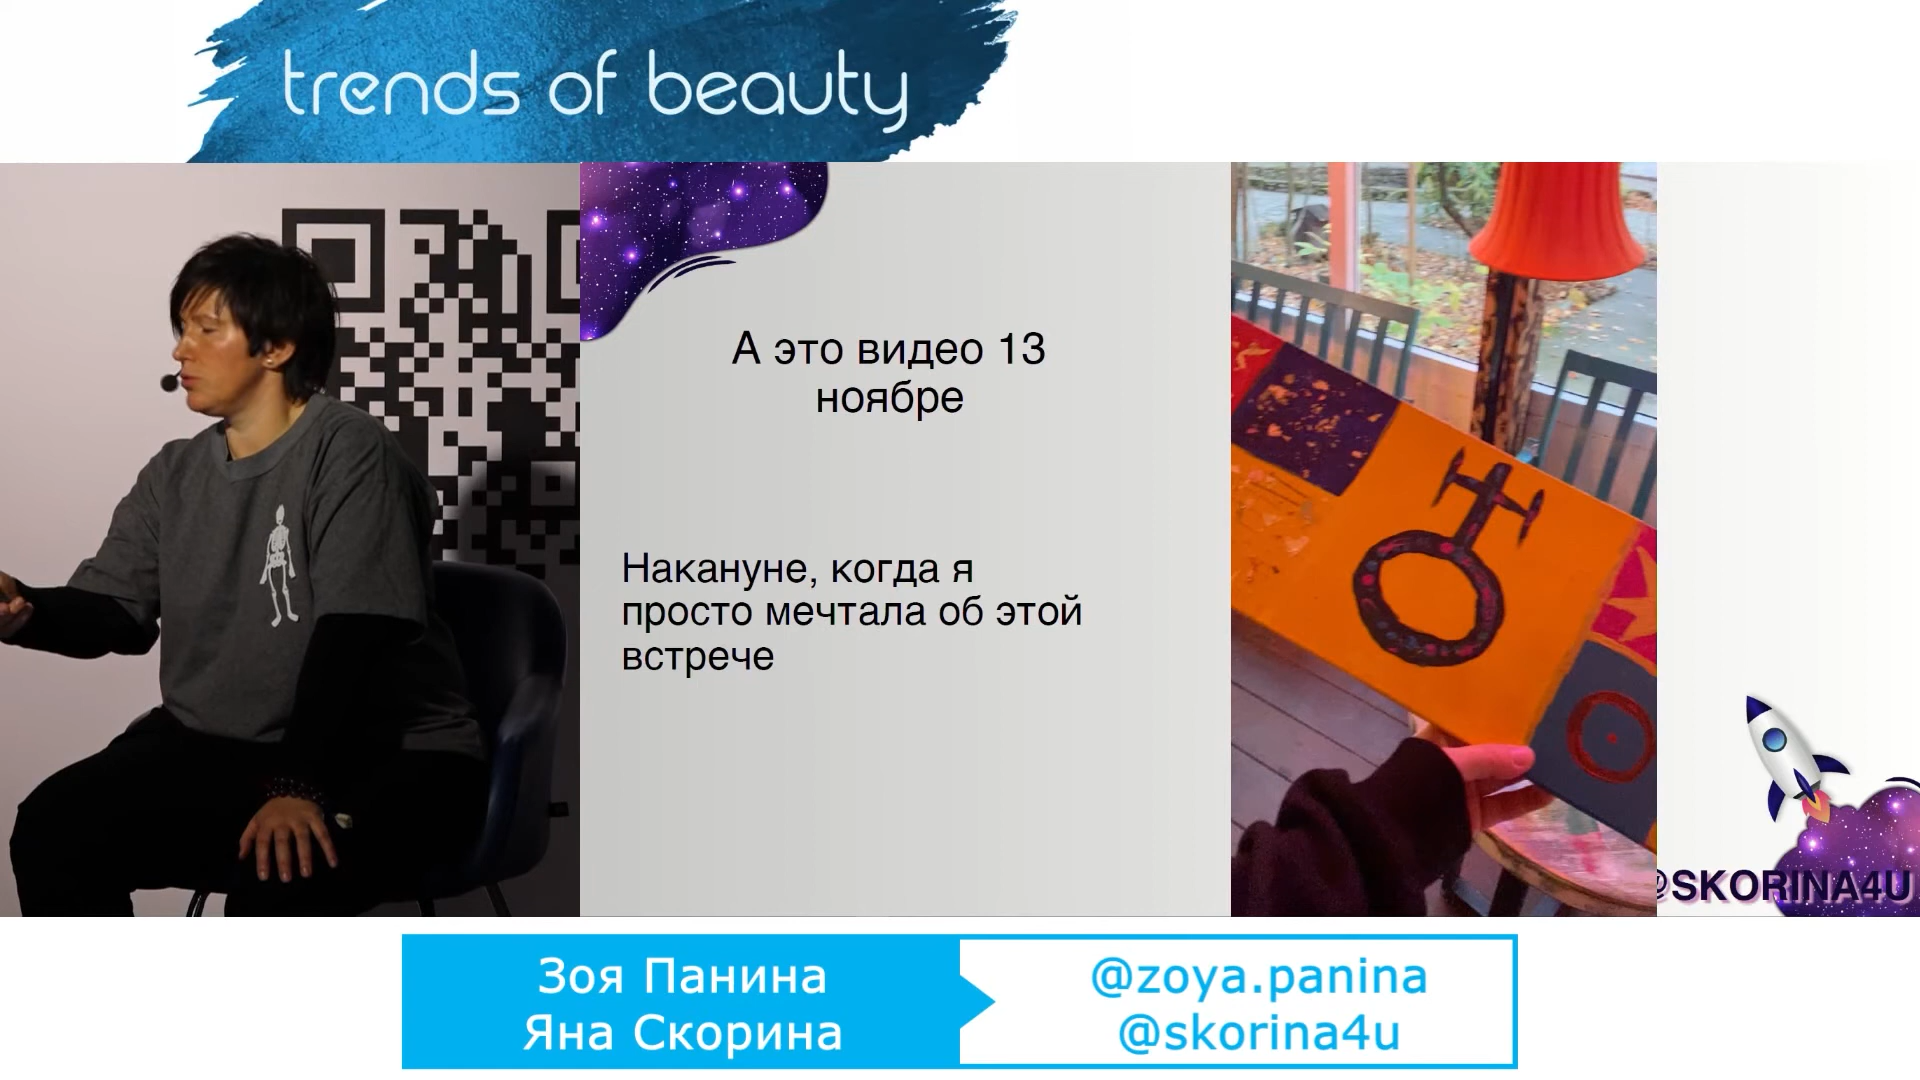 trends of beauty
А это видео 13
ноябре
Накануне, когда я
просто мечтала об этой
встрече
@SKORINA4U
Зоя Панина
Яна Скорина
@zoya.panina
@skorina4u